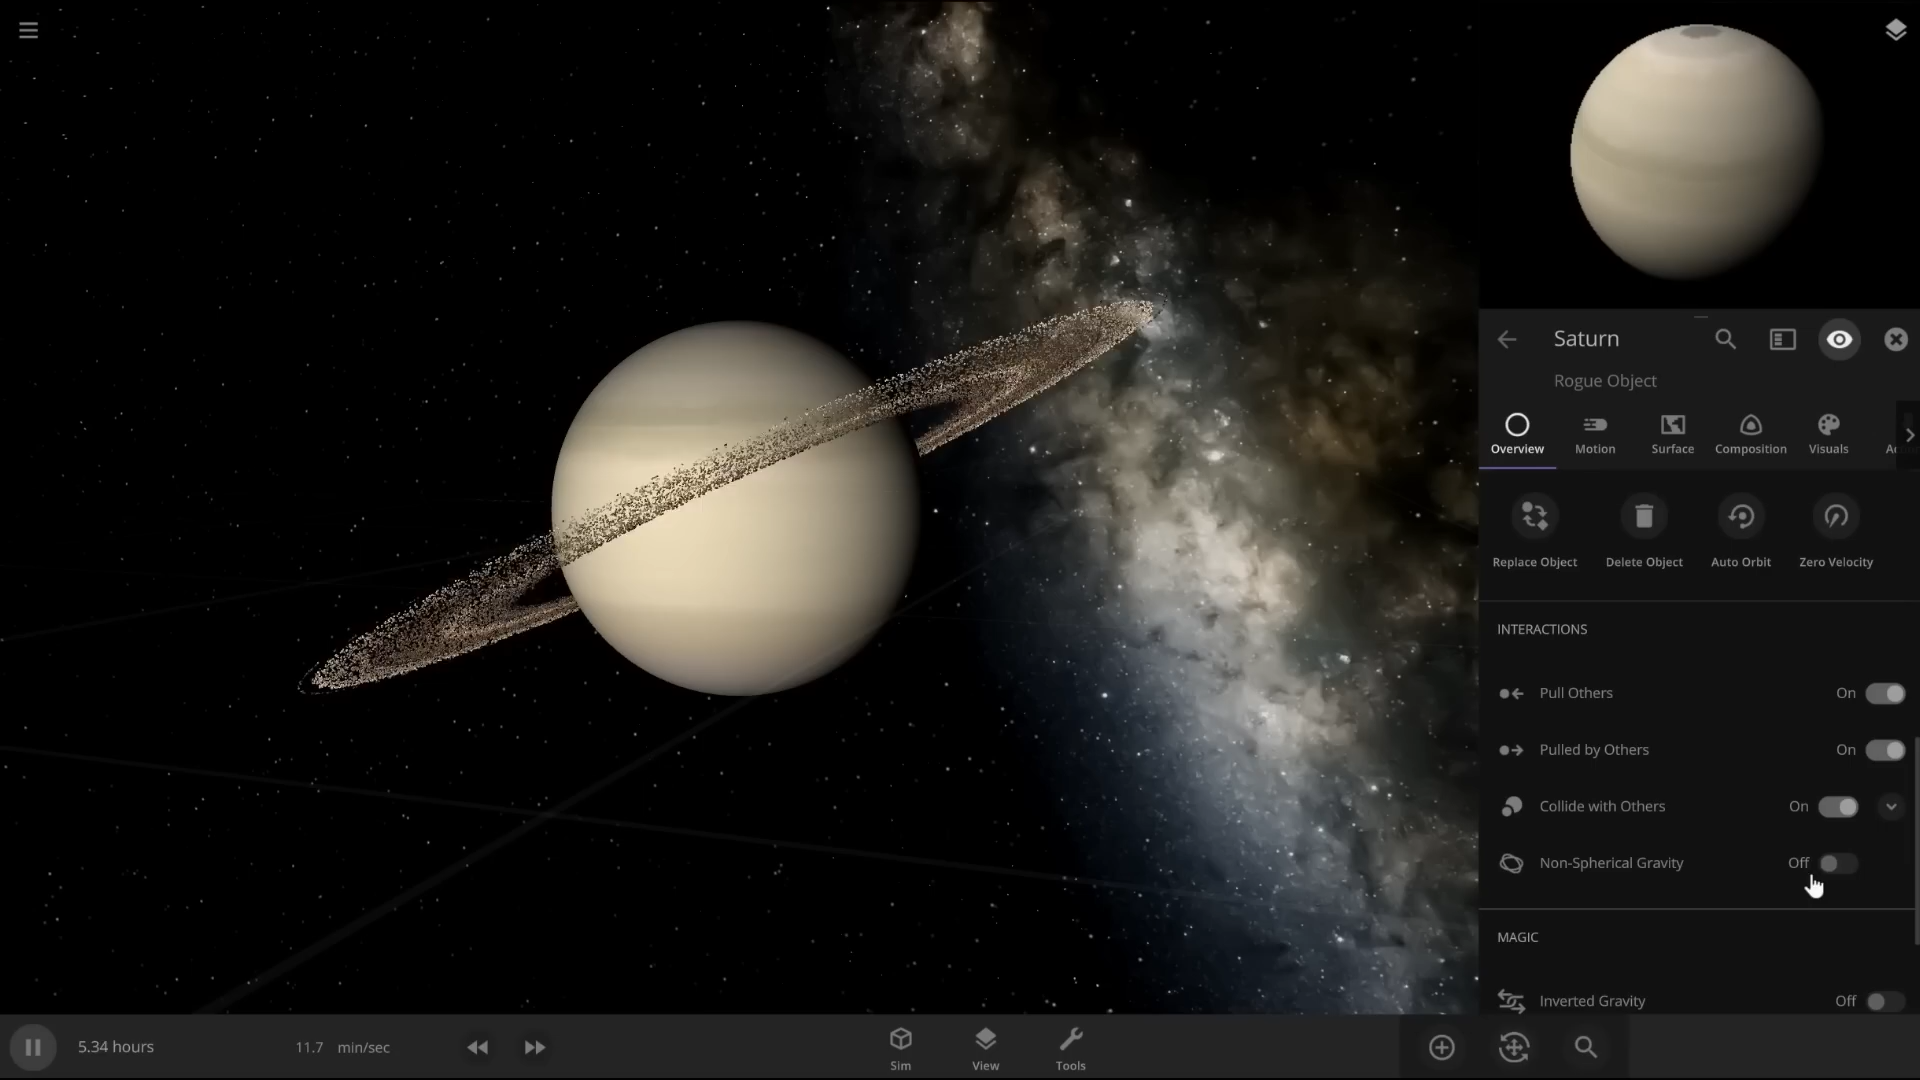 Saturn
Rogue Object
Overview
Motion
Surface
Composition
Visuals
Replace Object
Delete Object
Auto Orbit
Zero Velocity
INTERACTIONS
Pull Others On
Pulled by Others On
Collide with Others On
Non-Spherical Gravity Off
MAGIC
Inverted Gravity Off
5.34 hours 11.7 min/sec
Sim
View
Tools